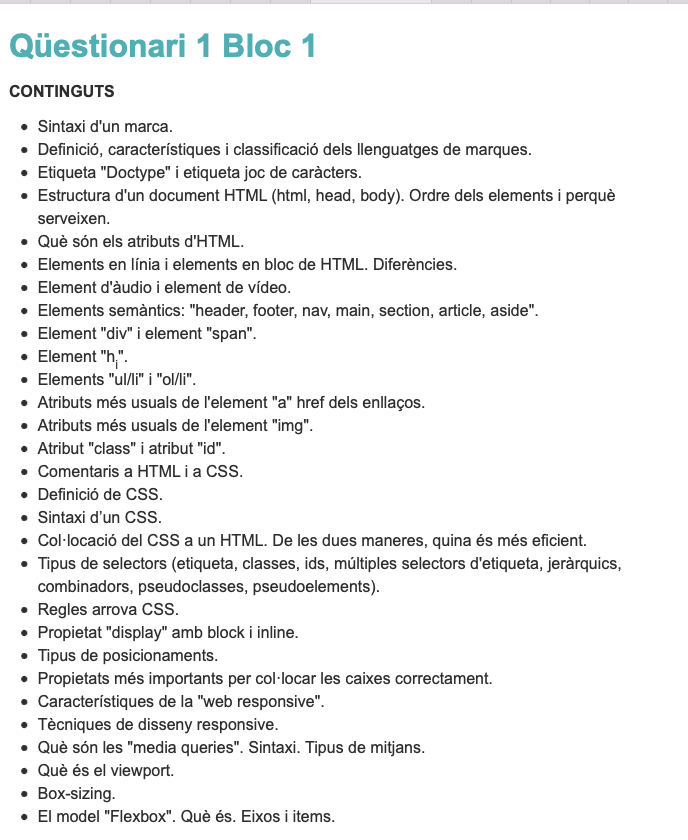 Qüestionari 1 Bloc 1
CONTINGUTS
• Sintaxi d'un marca.
• Definició, característiques i classificació dels llenguatges de marques.
• Etiqueta "Doctype" i etiqueta joc de caràcters.
• Estructura d'un document HTML (html, head, body). Ordre dels elements i perquè
serveixen.
• Què són els atributs d'HTML.
• Elements en línia i elements en bloc de HTML. Diferències.
• Element d'àudio i element de vídeo.
• Elements semàntics: "header, footer, nav, main, section, article, aside".
• Element "div" i element "span".
• Element "hi".
• Elements "ul/li" i "ol/li".
• Atributs més usuals de l'element "a" href dels enllaços.
• Atributs més usuals de l'element "img".
• Atribut "class" i atribut "id".
• Comentaris a HTML i a CSS.
• Definició de CSS.
• Sintaxi d’un CSS.
• Col·locació del CSS a un HTML. De les dues maneres, quina és més eficient.
• Tipus de selectors (etiqueta, classes, ids, múltiples selectors d'etiqueta, jeràrquics,
combinadors, pseudoclasses, pseudoelements).
• Regles arrova CSS.
• Propietat "display" amb block i inline.
• Tipus de posicionaments.
• Propietats més importants per col·locar les caixes correctament.
• Característiques de la "web responsive".
• Tècniques de disseny responsive.
• Què són les "media queries". Sintaxi. Tipus de mitjans.
• Què és el viewport.
• Box-sizing.
• El model "Flexbox". Què és. Eixos i items.